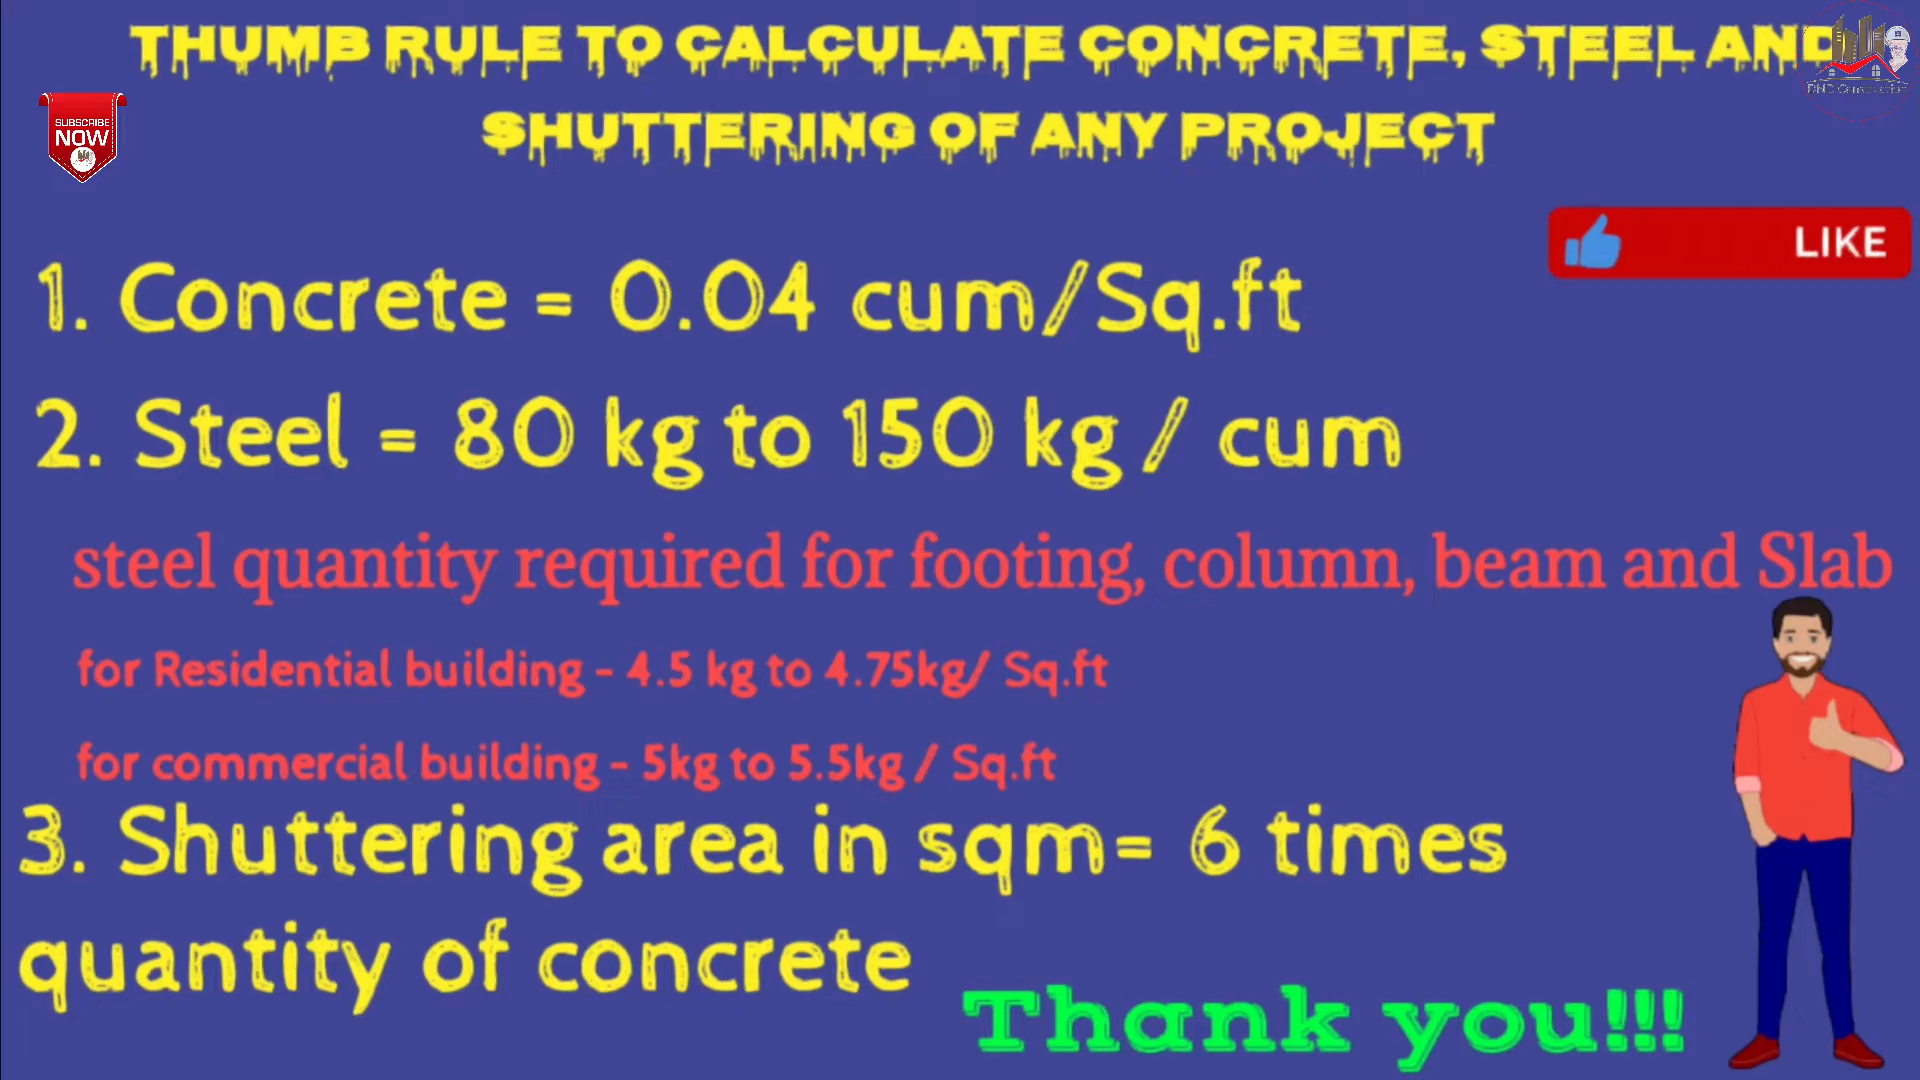 THUMB RULE TO CALCULATE CONCRETE, STEEL AND
SHUTTERING OF ANY PROJECT
SUBSCRIBE
NOW
LIKE
1. Concrete = 0.04 cum/Sq.ft
2. Steel = 80 kg to 150 kg / cum
steel quantity required for footing, column, beam and Slab
for Residential building - 4.5 kg to 4.75kg/ Sq.ft
for commercial building - 5kg to 5.5kg / Sq.ft
3. Shuttering area in sqm= 6 times
quantity of concrete
Thank you!!!